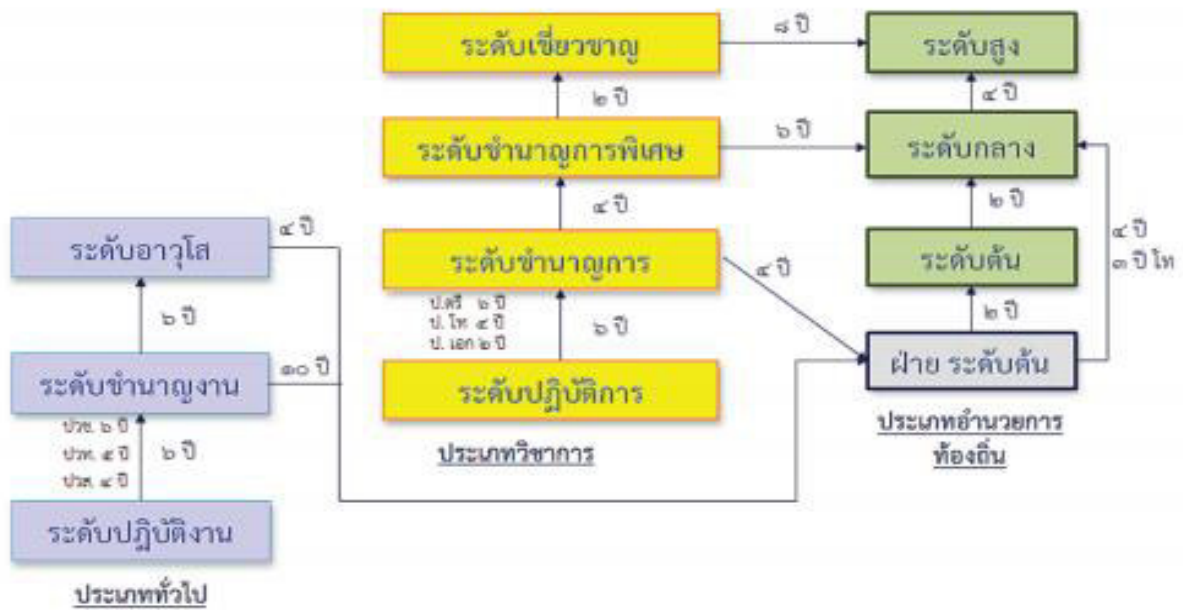 ระดับเชี่ยวชาญ
๘ ปี
ระดับสูง
๒ ปี
๔ ปี
ระดับชำนาญการพิเศษ
๖ ปี
ระดับกลาง
๔ ปี
๒ ปี
๔ ปี
๓ ปี โท
ระดับอาวุโส
๔ ปี
ระดับชำนาญการ
๔ ปี
ระดับต้น
๖ ปี
ป.ตรี ๖ ปี
ป. โท ๔ ปี
ป. เอก ๒ ปี
๖ ปี
๒ ปี
ระดับชำนาญงาน
๑๐ ปี
ระดับปฏิบัติการ
ฝ่าย ระดับต้น
ปวช. ๖ ปี
ปวท. ๕ ปี
ปวส. ๔ ปี
๖ ปี
ประเภทวิชาการ
ประเภทอำนวยการ
ท้องถิ่น
ระดับปฏิบัติงาน
ประเภททั่วไป